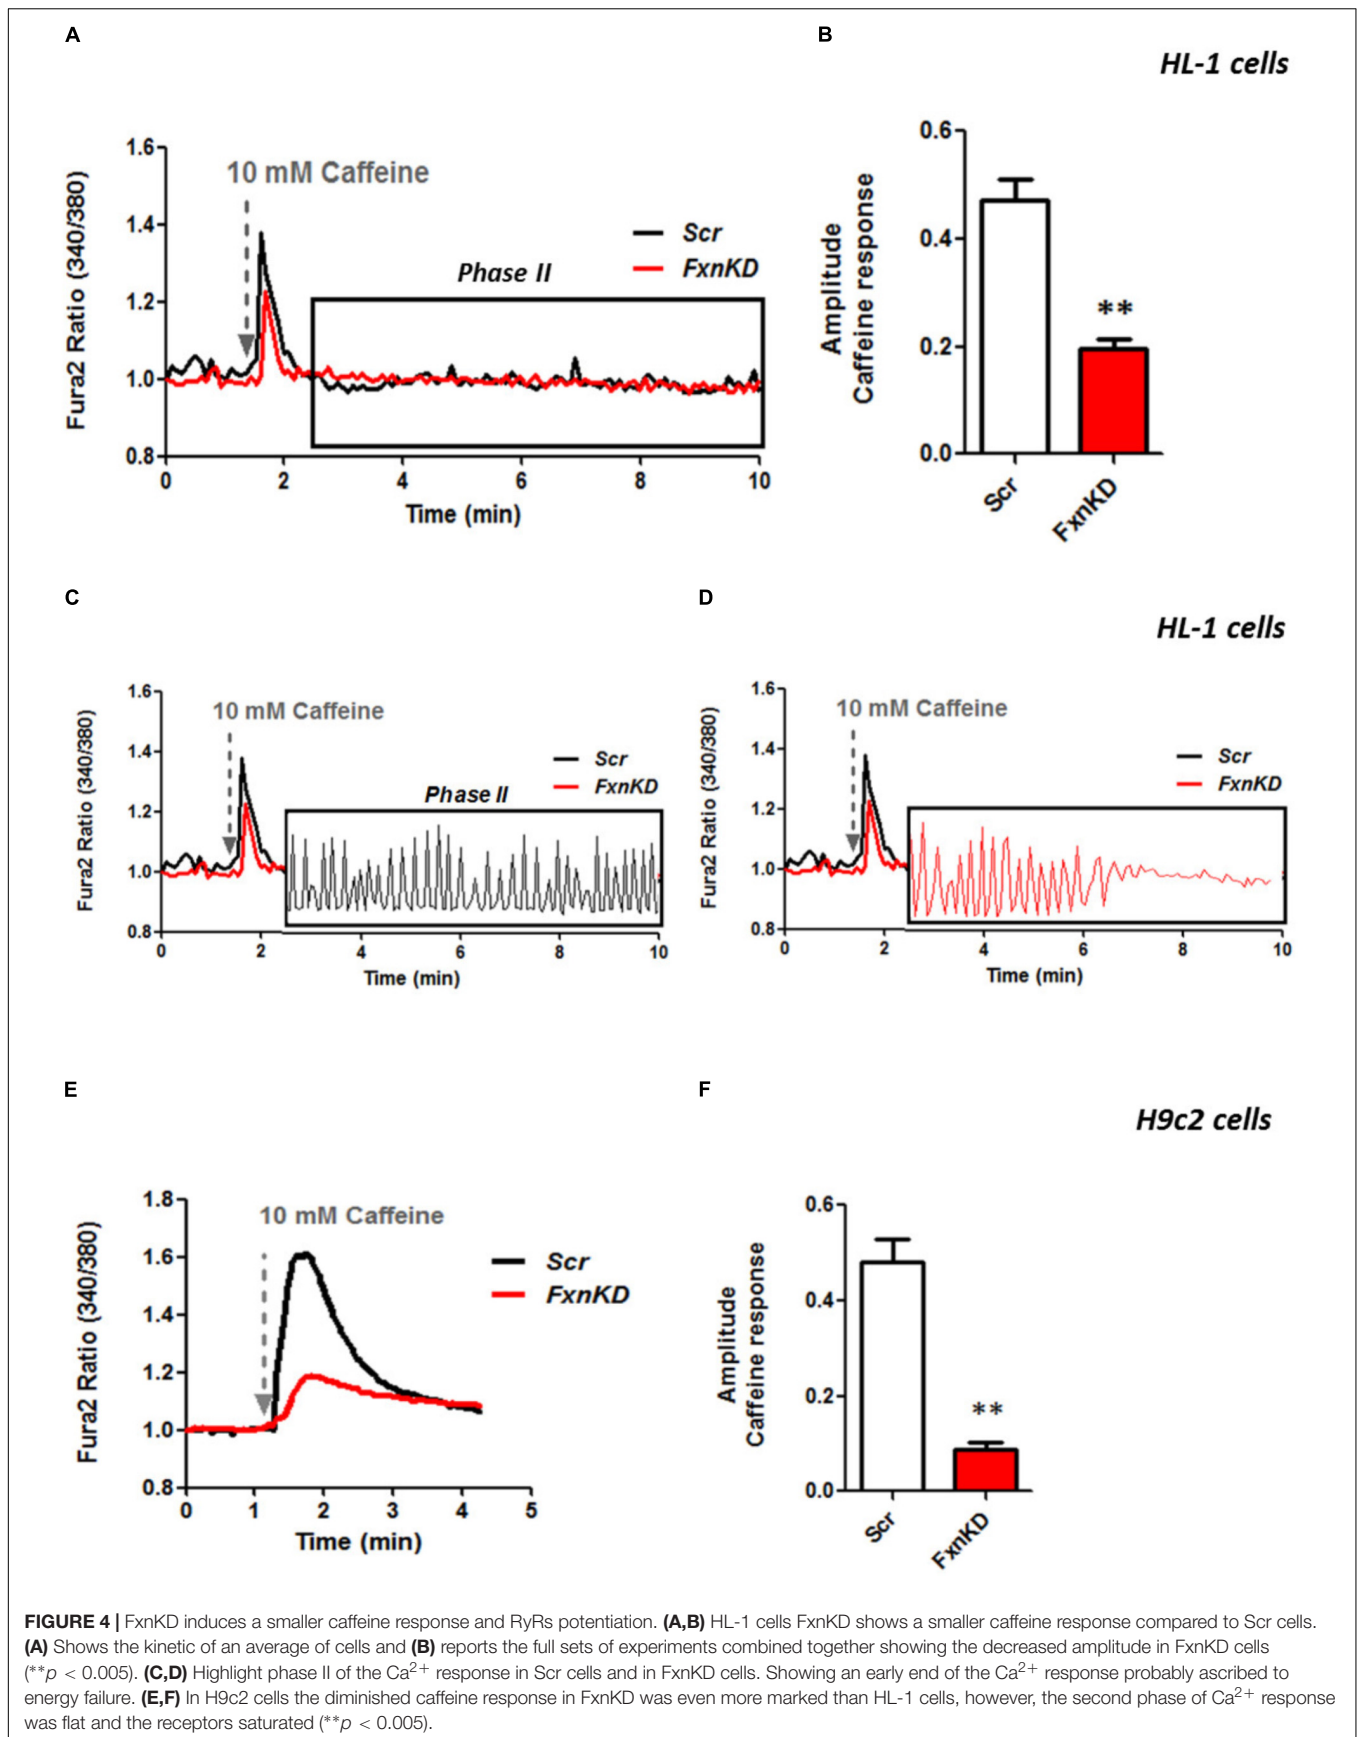 A
B
HL-1 cells
1.6
1.4
1.2
1.0
0.8
Fura2 Ratio (340/380)
10 mM Caffeine
Scr
FxnKD
Phase II
0 2 4 6 8 10
Time (min)
0.6
0.4
0.2
0.0
Amplitude
Caffeine response
**
Scr
FxnKD
C
D
HL-1 cells
1.6
1.4
1.2
1.0
0.8
Fura2 Ratio (340/380)
10 mM Caffeine
Scr
FxnKD
Phase II
0 2 4 6 8 10
Time (min)
1.6
1.4
1.2
1.0
0.8
Fura2 Ratio (340/380)
10 mM Caffeine
Scr
FxnKD
0 2 4 6 8 10
Time (min)
E
F
H9c2 cells
1.8
1.6
1.4
1.2
1.0
0.8
Fura2 Ratio (340/380)
10 mM Caffeine
Scr
FxnKD
0 1 2 3 4 5
Time (min)
0.6
0.4
0.2
0.0
Amplitude
Caffeine response
**
Scr
FxnKD
FIGURE 4 | FxnKD induces a smaller caffeine response and RyRs potentiation. (A,B) HL-1 cells FxnKD shows a smaller caffeine response compared to Scr cells.
(A) Shows the kinetic of an average of cells and (B) reports the full sets of experiments combined together showing the decreased amplitude in FxnKD cells
(**p < 0.005). (C,D) Highlight phase II of the Ca2+ response in Scr cells and in FxnKD cells. Showing an early end of the Ca2+ response probably ascribed to
energy failure. (E,F) In H9c2 cells the diminished caffeine response in FxnKD was even more marked than HL-1 cells, however, the second phase of Ca2+ response
was flat and the receptors saturated (**p < 0.005).